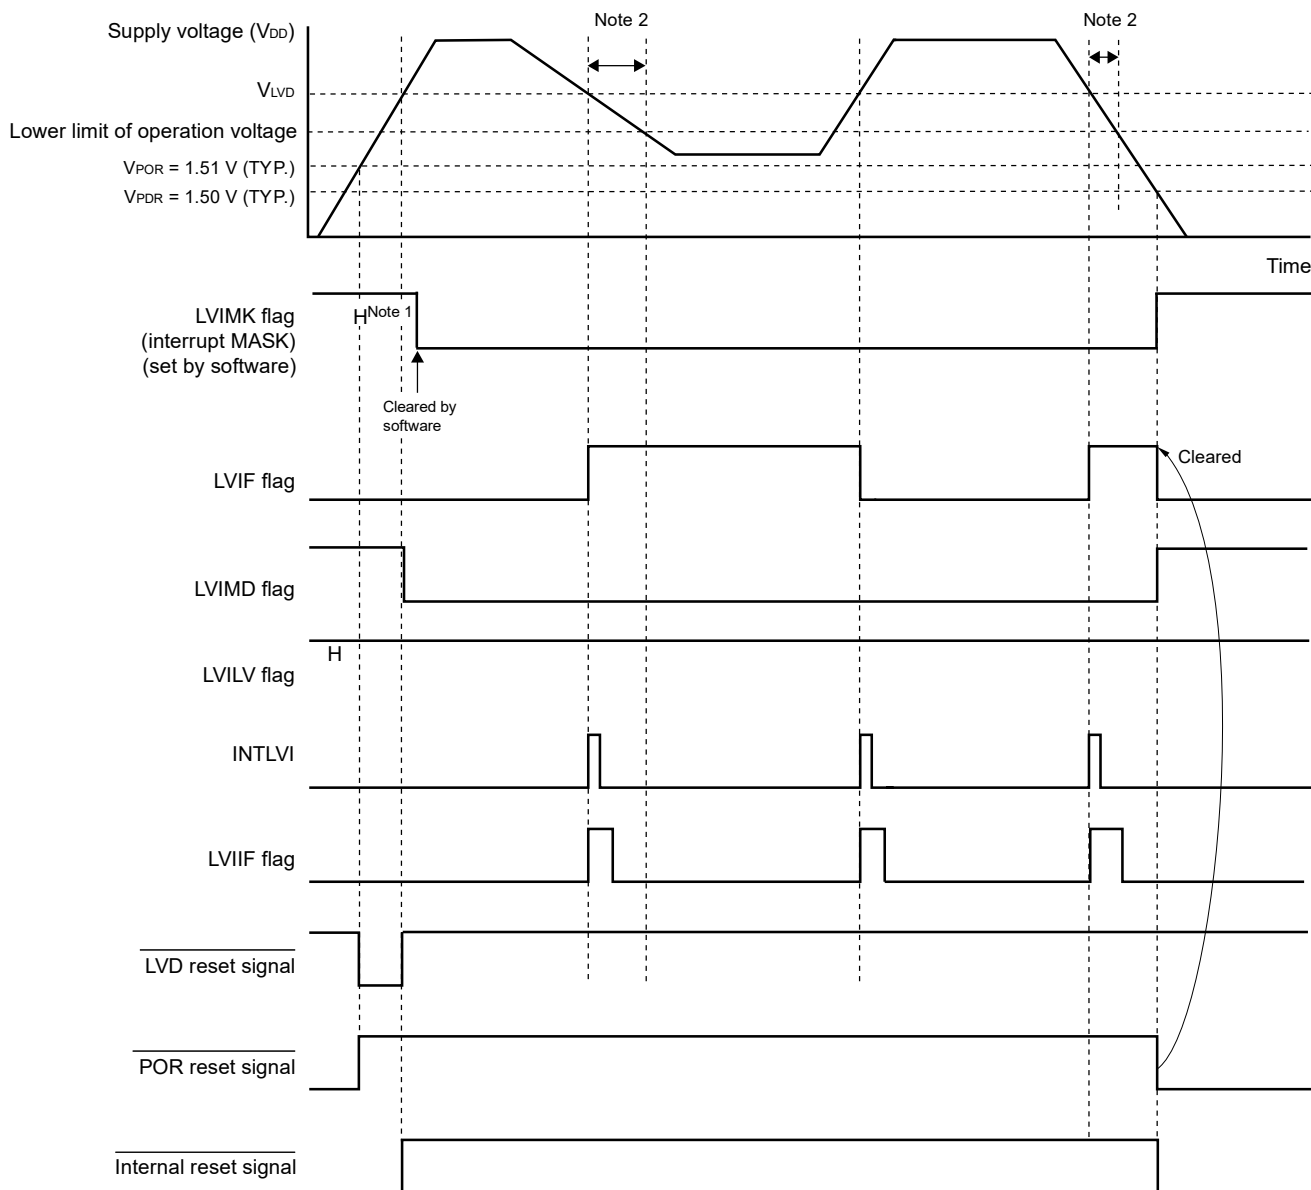 Note 2
Note 2
Supply voltage (VDD)
VLVD
Lower limit of operation voltage
VPOR = 1.51 V (TYP.)
VPDR = 1.50 V (TYP.)
Time
HNote 1
LVIMK flag
(interrupt MASK)
(set by software)
Cleared by
software
Cleared
LVIF flag
LVIMD flag
H
LVILV flag
INTLVI
LVIIF flag
LVD reset signal
POR reset signal
Internal reset signal